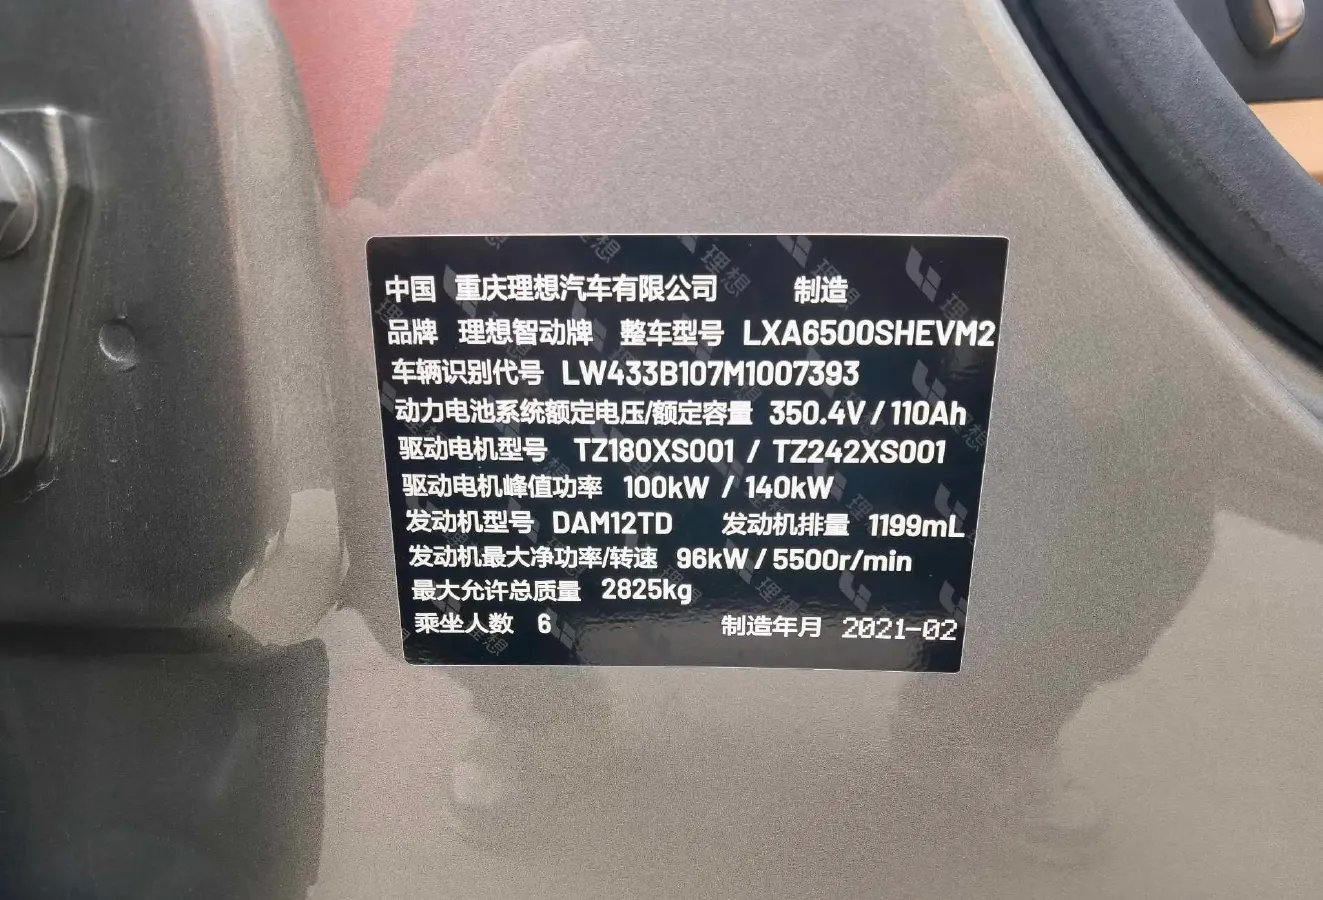 中国 重庆理想汽车有限公司 制造
品牌 理想智动牌 整车型号 LXA6500SHEVM2
车辆识别代号 LW433B107M1007393
动力电池系统额定电压/额定容量 350.4V / 110Ah
驱动电机型号 TZ180XS001 / TZ242XS001
驱动电机峰值功率 100kW / 140kW
发动机型号 DAM12TD 发动机排量 1199mL
发动机最大净功率/转速 96kW / 5500r/min
最大允许总质量 2825kg
乘坐人数 6 制造年月 2021-02